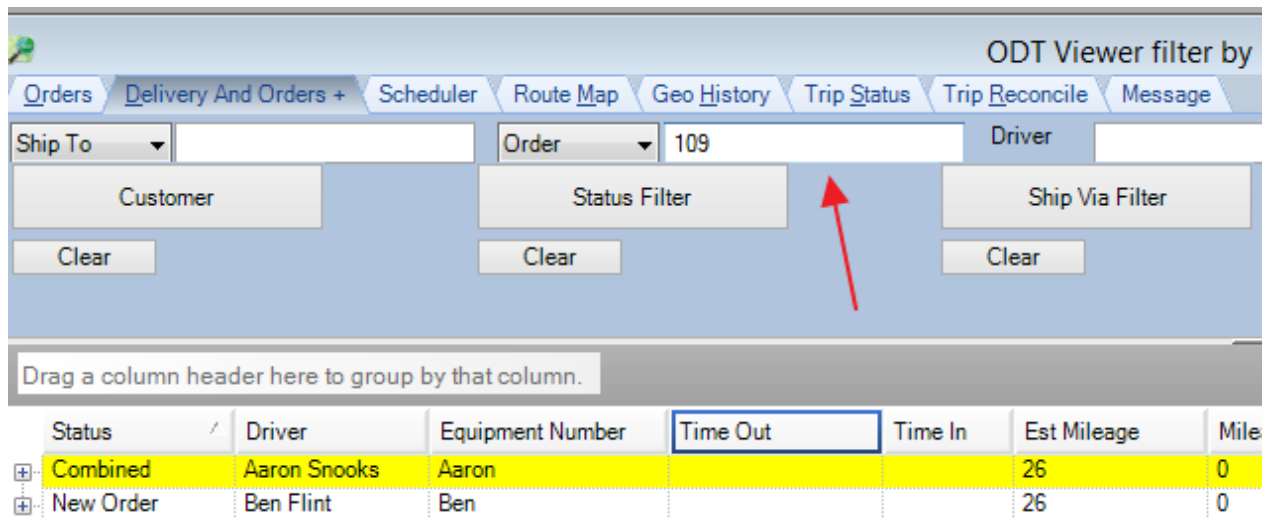 ODT Viewer filter by
Orders Delivery And Orders + Scheduler Route Map Geo History Trip Status Trip Reconcile Message
Ship To Order 109 Driver
Customer Status Filter Ship Via Filter
Clear Clear Clear
Drag a column header here to group by that column.
Status Driver Equipment Number Time Out Time In Est Mileage Mile
Combined Aaron Snooks Aaron 26 0
New Order Ben Flint Ben 26 0